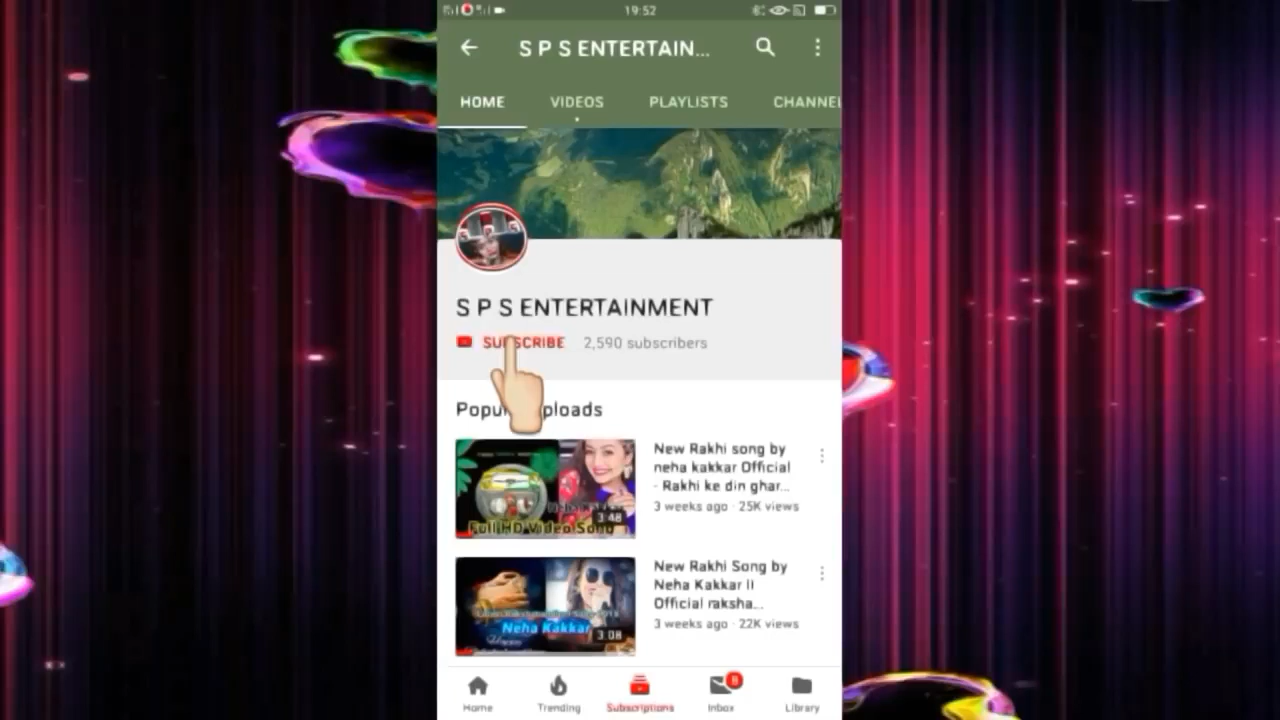 19:52
S P S ENTERTAIN...
HOME VIDEOS PLAYLISTS CHANNEL
S P S ENTERTAINMENT
SUBSCRIBE 2,590 subscribers
Popular uploads
New Rakhi song by
neha kakkar Official
- Rakhi ke din ghar...
3 weeks ago · 25K views
3:48
Full HD Video Song
New Rakhi Song by
Neha Kakkar II
Official raksha...
3 weeks ago · 22K views
Neha Kakkar
3:08
Home Trending Subscriptions Inbox Library